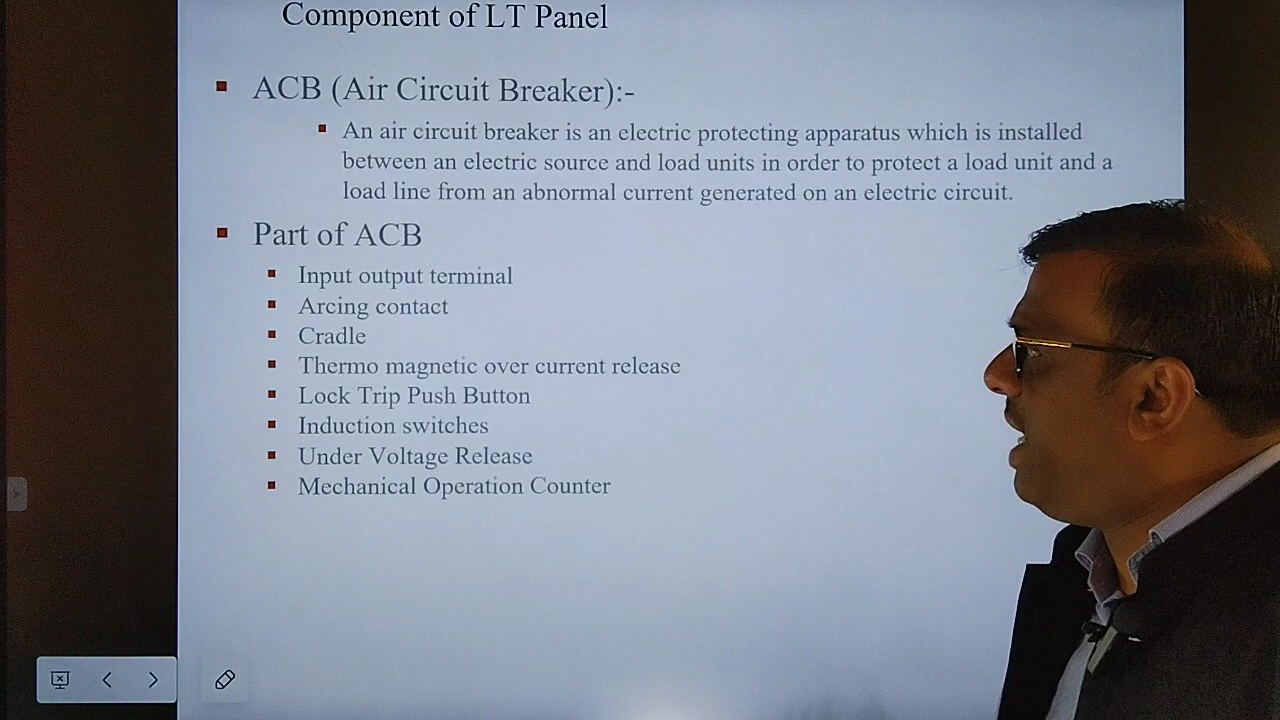 Component of LT Panel
ACB (Air Circuit Breaker):-
An air circuit breaker is an electric protecting apparatus which is installed
between an electric source and load units in order to protect a load unit and a
load line from an abnormal current generated on an electric circuit.
Part of ACB
Input output terminal
Arcing contact
Cradle
Thermo magnetic over current release
Lock Trip Push Button
Induction switches
Under Voltage Release
Mechanical Operation Counter